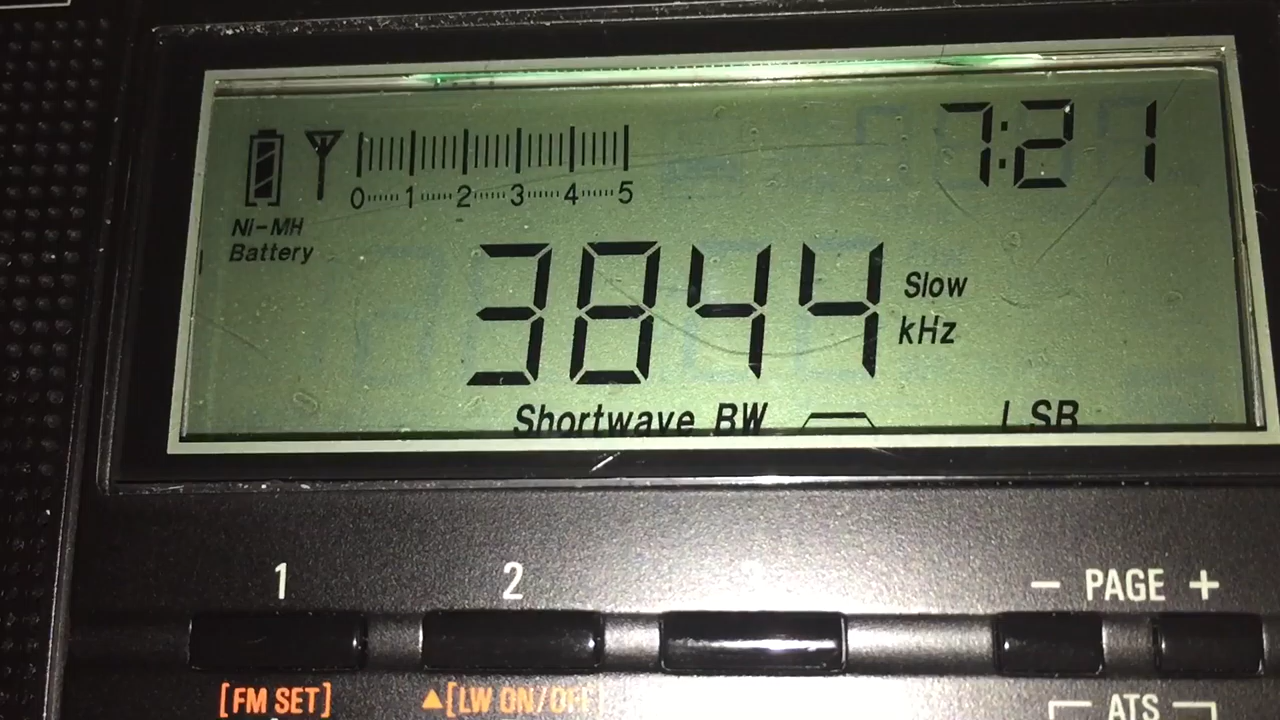 7:21
0 1 2 3 4 5
Ni-MH
Battery
3844 Slow
kHz
Shortwave BW LSB
1 2 - PAGE +
[FM SET] ▲[LW ON/OFF
ATS